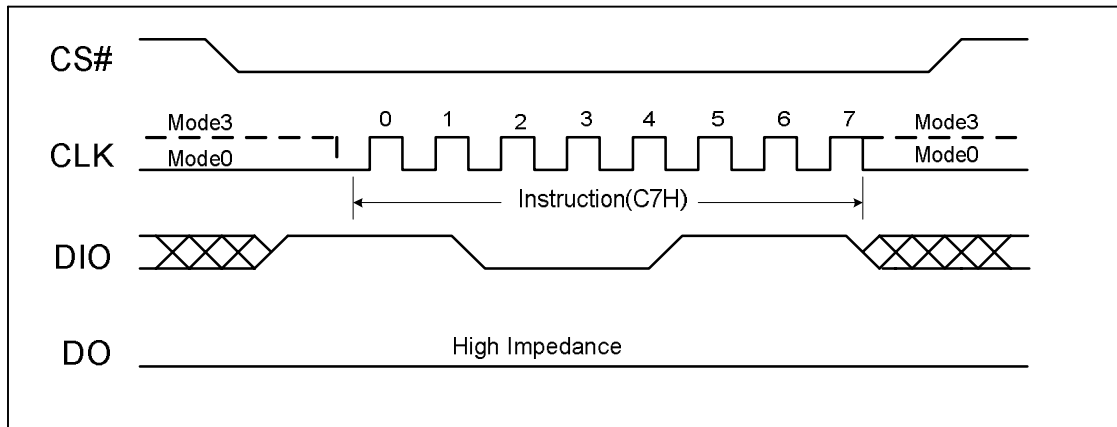 CS#
Mode3
Mode0
CLK
0 1 2 3 4 5 6 7
Mode3
Mode0
Instruction(C7H)
DIO
DO
High Impedance